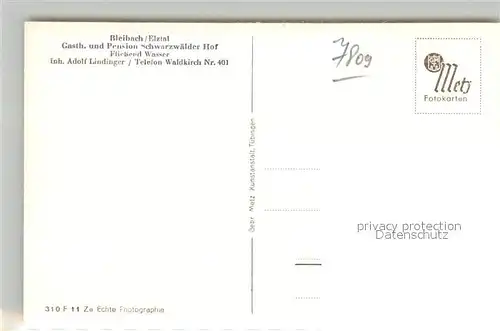 Bleibach/Elztal
Gasth. und Pension Schwarzwälder Hof
Fließend Wasser
Inh. Adolf Lindinger / Telefon Waldkirch Nr. 401
7809
Metz
Fotokarten
Gebr. Metz Kunstanstalt, Tübingen
privacy protection
Datenschutz
310 F 11 Ze Echte Photographie